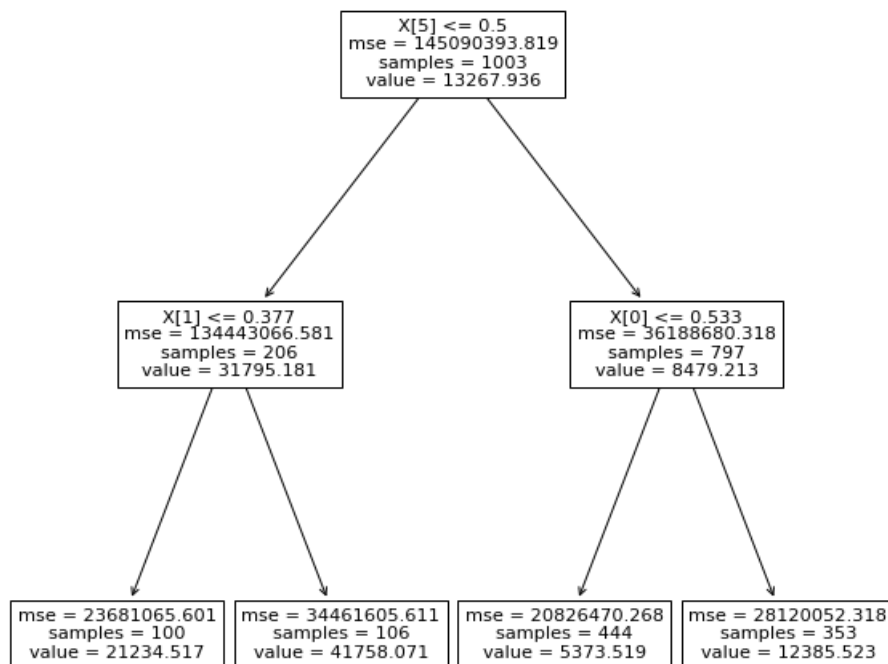 X[5] <= 0.5
mse = 145090393.819
samples = 1003
value = 13267.936
X[1] <= 0.377
mse = 134443066.581
samples = 206
value = 31795.181
X[0] <= 0.533
mse = 36188680.318
samples = 797
value = 8479.213
mse = 23681065.601
samples = 100
value = 21234.517
mse = 34461605.611
samples = 106
value = 41758.071
mse = 20826470.268
samples = 444
value = 5373.519
mse = 28120052.318
samples = 353
value = 12385.523